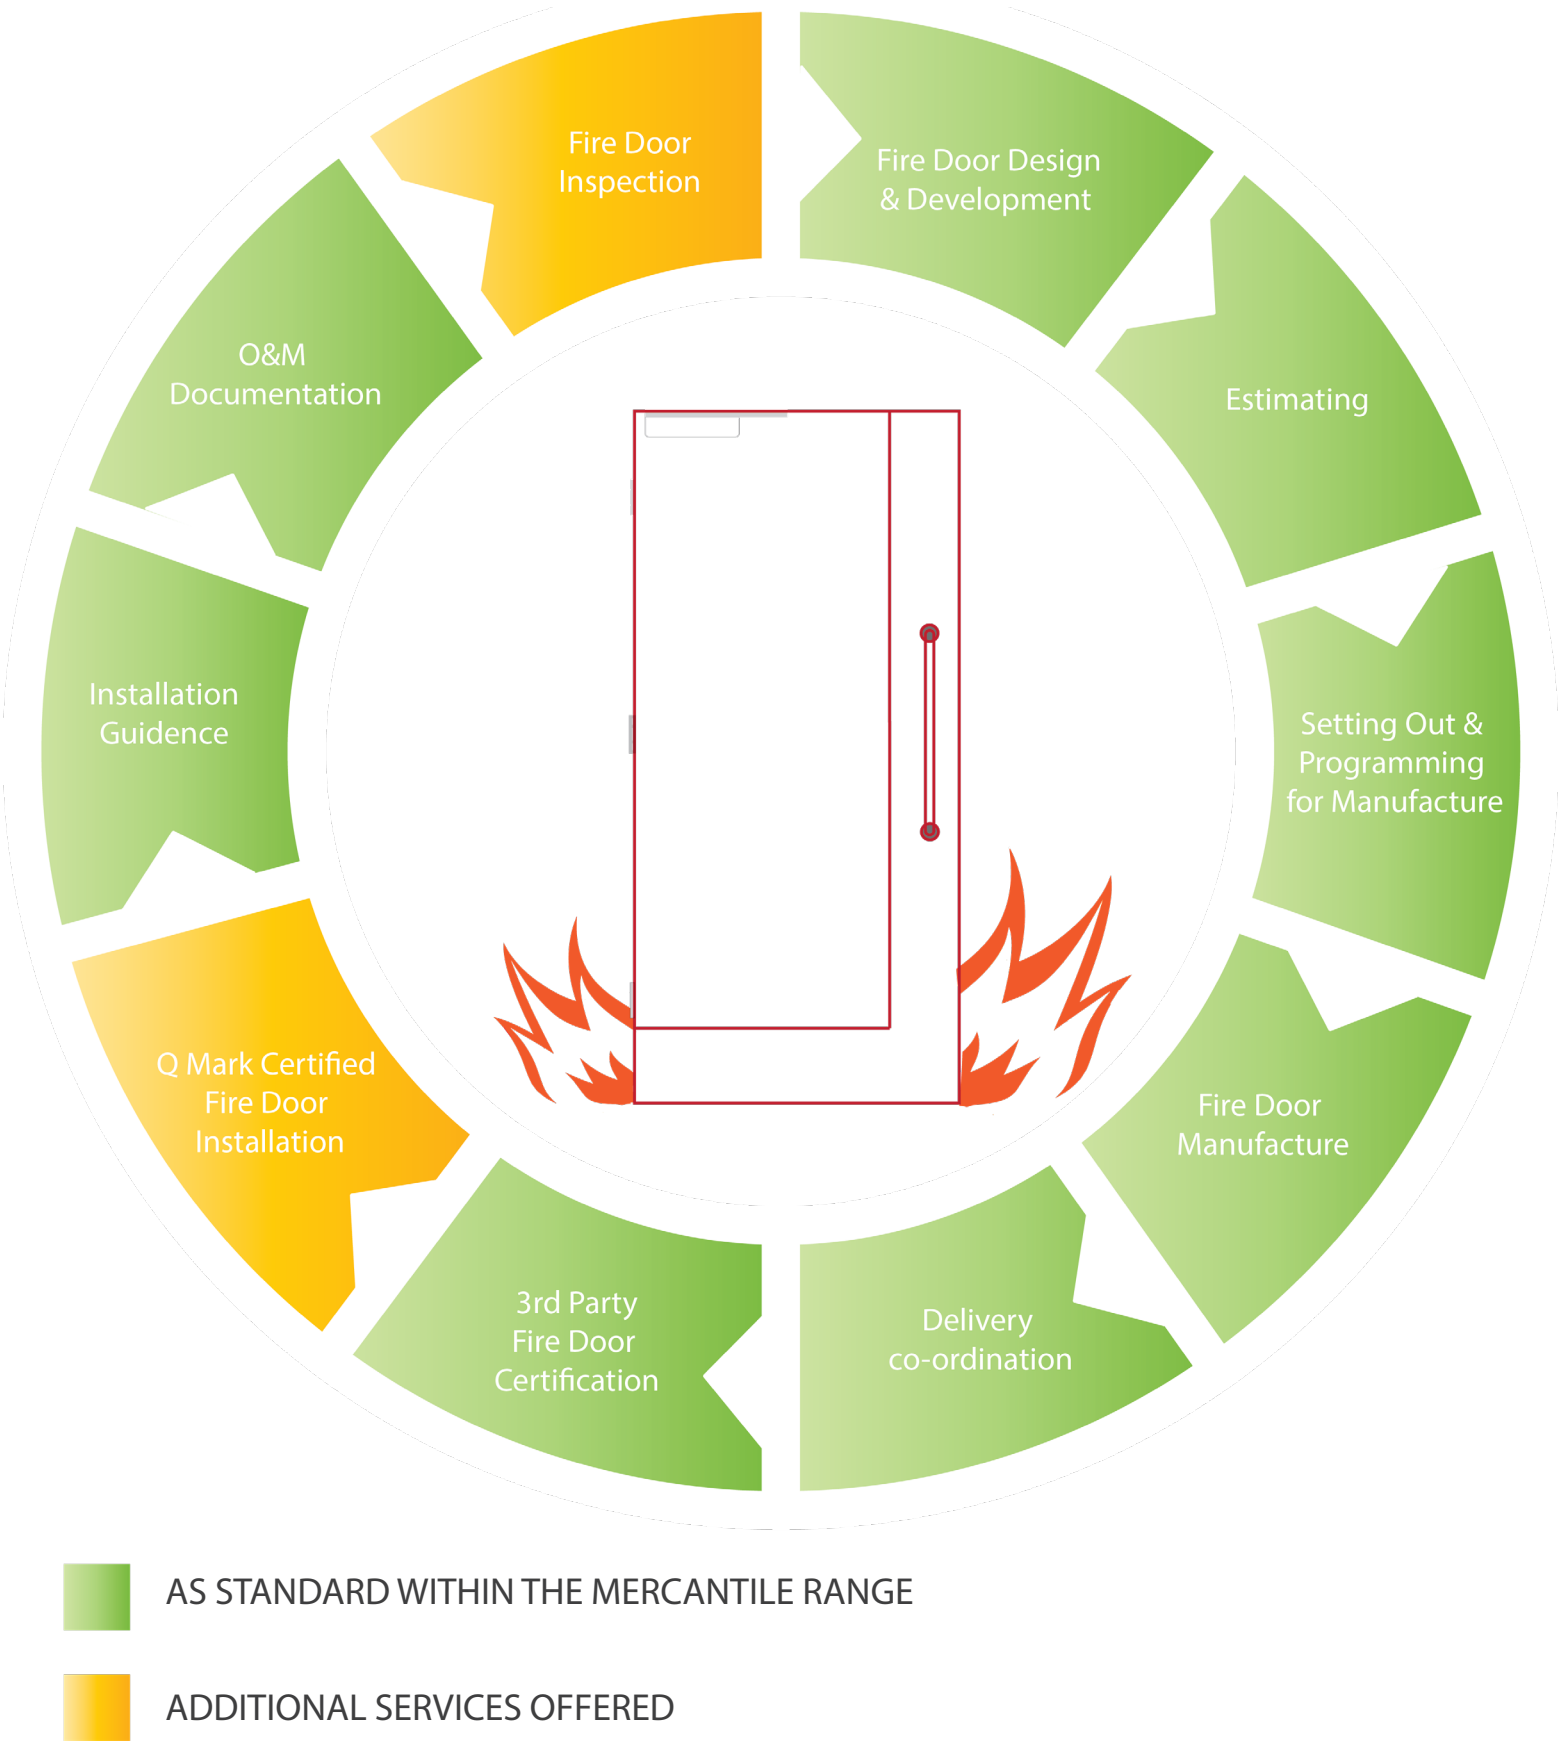 Fire Door
Inspection
Fire Door Design
& Development
Estimating
Setting Out &
Programming
for Manufacture
Fire Door
Manufacture
Delivery
co-ordination
3rd Party
Fire Door
Certification
Q Mark Certified
Fire Door
Installation
Installation
Guidence
O&M
Documentation
AS STANDARD WITHIN THE MERCANTILE RANGE
ADDITIONAL SERVICES OFFERED